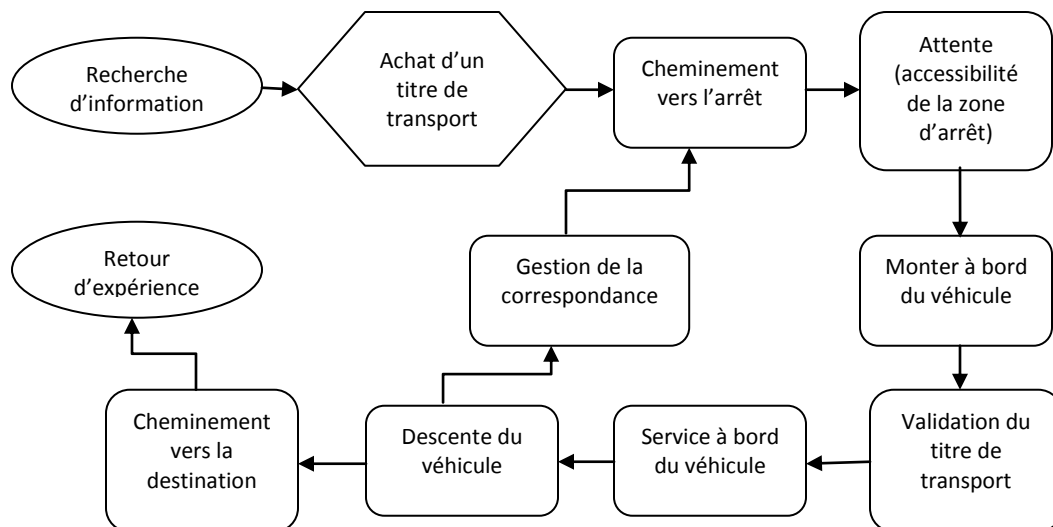 Recherche
d’information
Achat d’un
titre de
transport
Cheminement
vers l’arrêt
Attente
(accessibilité
de la zone
d’arrêt)
Retour
d’expérience
Gestion de la
correspondance
Monter à bord
du véhicule
Cheminement
vers la
destination
Descente du
véhicule
Service à bord
du véhicule
Validation du
titre de
transport